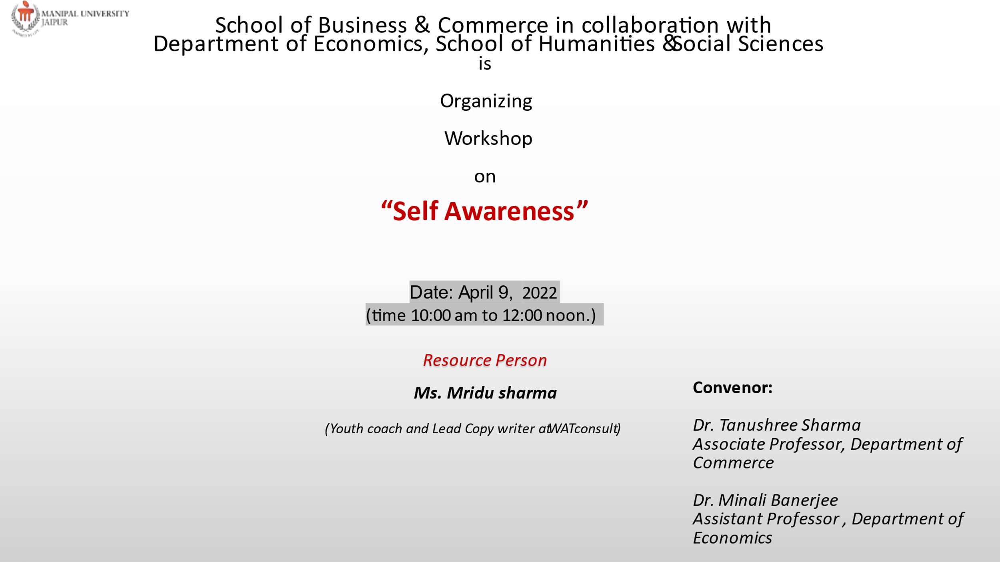 MANIPAL UNIVERSITY
JAIPUR
School of Business & Commerce in collaboration with
Department of Economics, School of Humanities &Social Sciences
is
Organizing
Workshop
on
“Self Awareness”
Date: April 9, 2022
(time 10:00 am to 12:00 noon.)
Resource Person
Ms. Mridu sharma
(Youth coach and Lead Copy writer atWATconsult)
Convenor:
Dr. Tanushree Sharma
Associate Professor, Department of
Commerce
Dr. Minali Banerjee
Assistant Professor , Department of
Economics